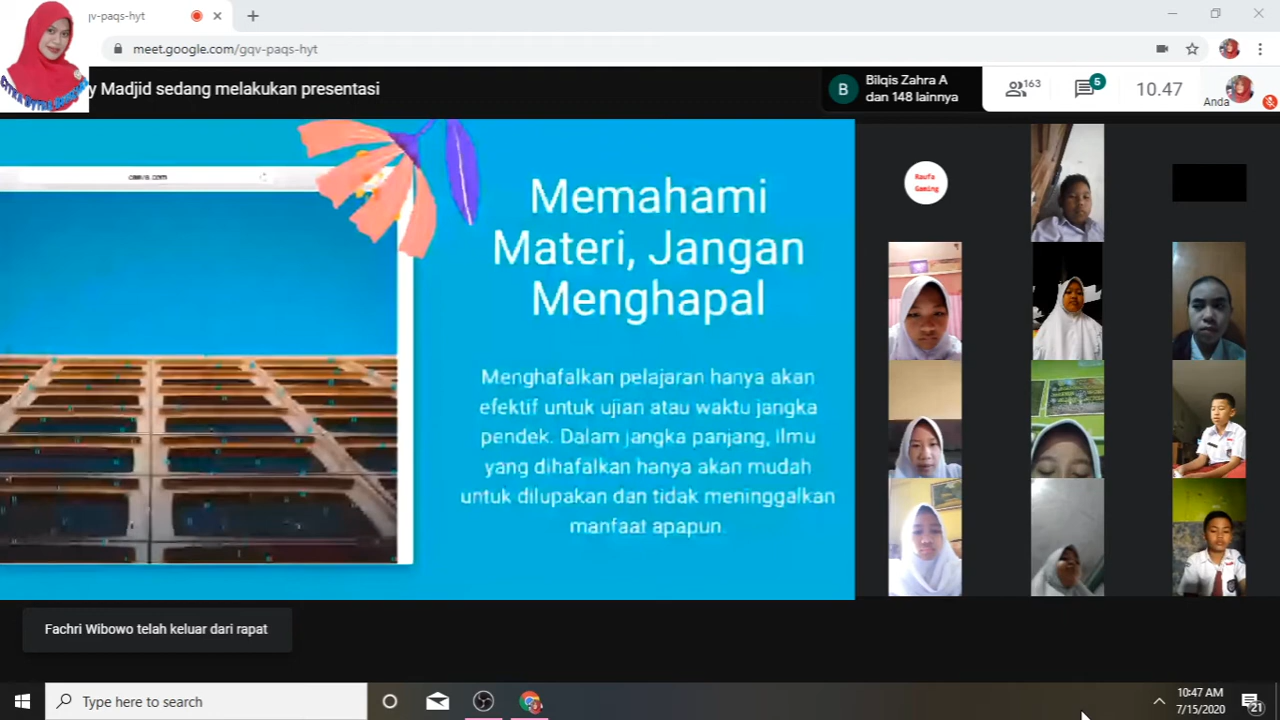 gv-paqs-hyt
meet.google.com/gqv-paqs-hyt
y Madjid sedang melakukan presentasi
Bilqis Zahra A
dan 148 lainnya
B
163
5
10.47
Anda
canva.com
Memahami
Materi, Jangan
Menghapal
Menghafalkan pelajaran hanya akan
efektif untuk ujian atau waktu jangka
pendek. Dalam jangka panjang, ilmu
yang dihafalkan hanya akan mudah
untuk dilupakan dan tidak meninggalkan
manfaat apapun.
Raufa
Gaming
Fachri Wibowo telah keluar dari rapat
Type here to search
10:47 AM
7/15/2020
21